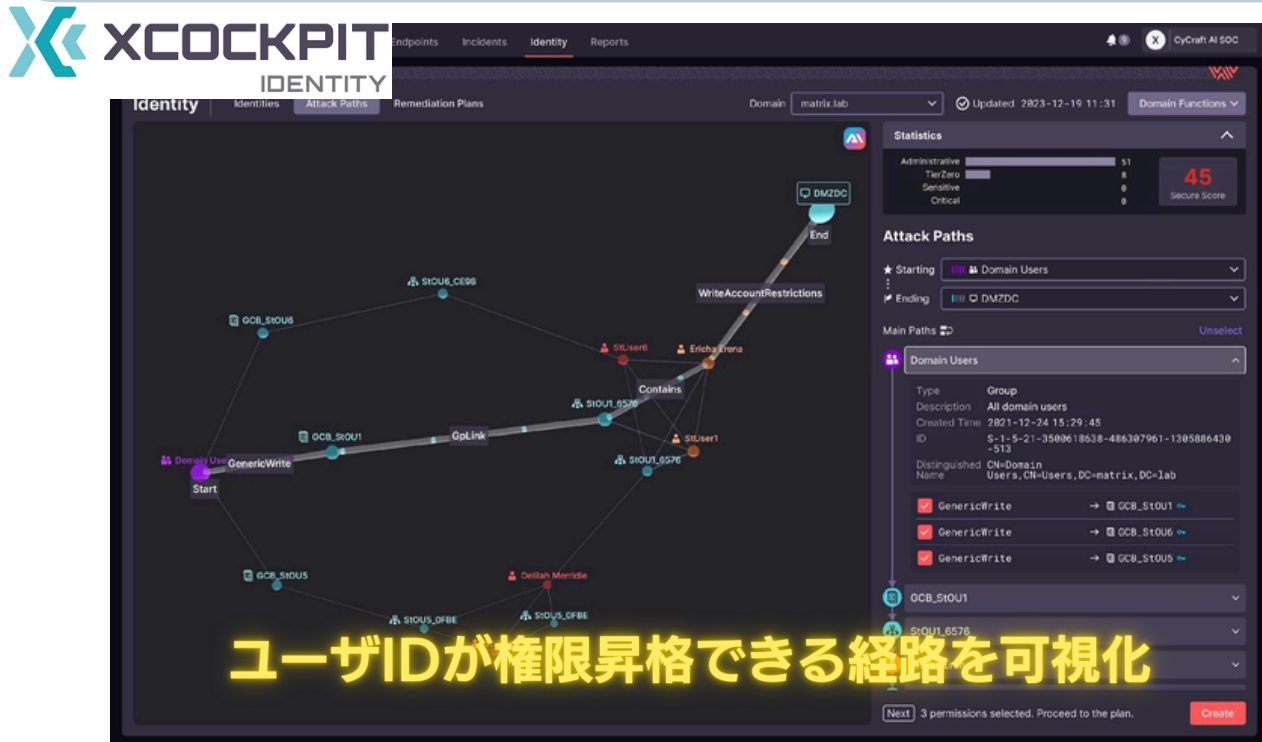 XCOCKPIT
IDENTITY
Endpoints Incidents Identity Reports
9 X CyCraft AI SOC
Identity Identities Attack Paths Remediation Plans Domain matrix.lab Updated 2023-12-19 11:31 Domain Functions
Statistics
Administrative 51
TierZero 8
Sensitive 0
Critical 0
45
Secure Score
Attack Paths
Starting Domain Users
Ending DMZDC
Main Paths Unselect
Domain Users
Type Group
Description All domain users
Created Time 2021-12-24 15:29:45
ID S-1-5-21-3500618638-486307961-1305886430
-513
Distinguished CN=Domain
Name Users,CN=Users,DC=matrix,DC=lab
GenericWrite → GCB_StOU1
GenericWrite → GCB_StOU6
GenericWrite → GCB_StOU5
GCB_StOU1
StOU1_6576
Next 3 permissions selected. Proceed to the plan. Create
DMZDC
End
StOU6_CE98
WriteAccountRestrictions
GCB_StOU6
StUser6
Ericha Erona
Contains
StOU1_6576
GCB_StOU1
GpLink
StUser1
Domain Use
GenericWrite
StOU1_6576
Start
GCB_StOU5
Delilah Merridie
StOU5_0FBE
StOU5_0FBE
ユーザIDが権限昇格できる経路を可視化